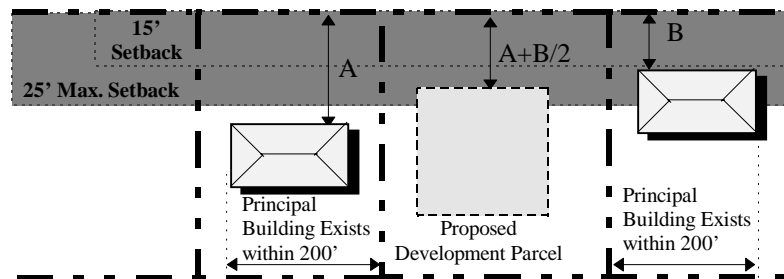 15’
Setback
25’ Max. Setback
A
A+B/2
B
Principal
Building Exists
within 200’
Proposed
Development Parcel
Principal
Building Exists
within 200’